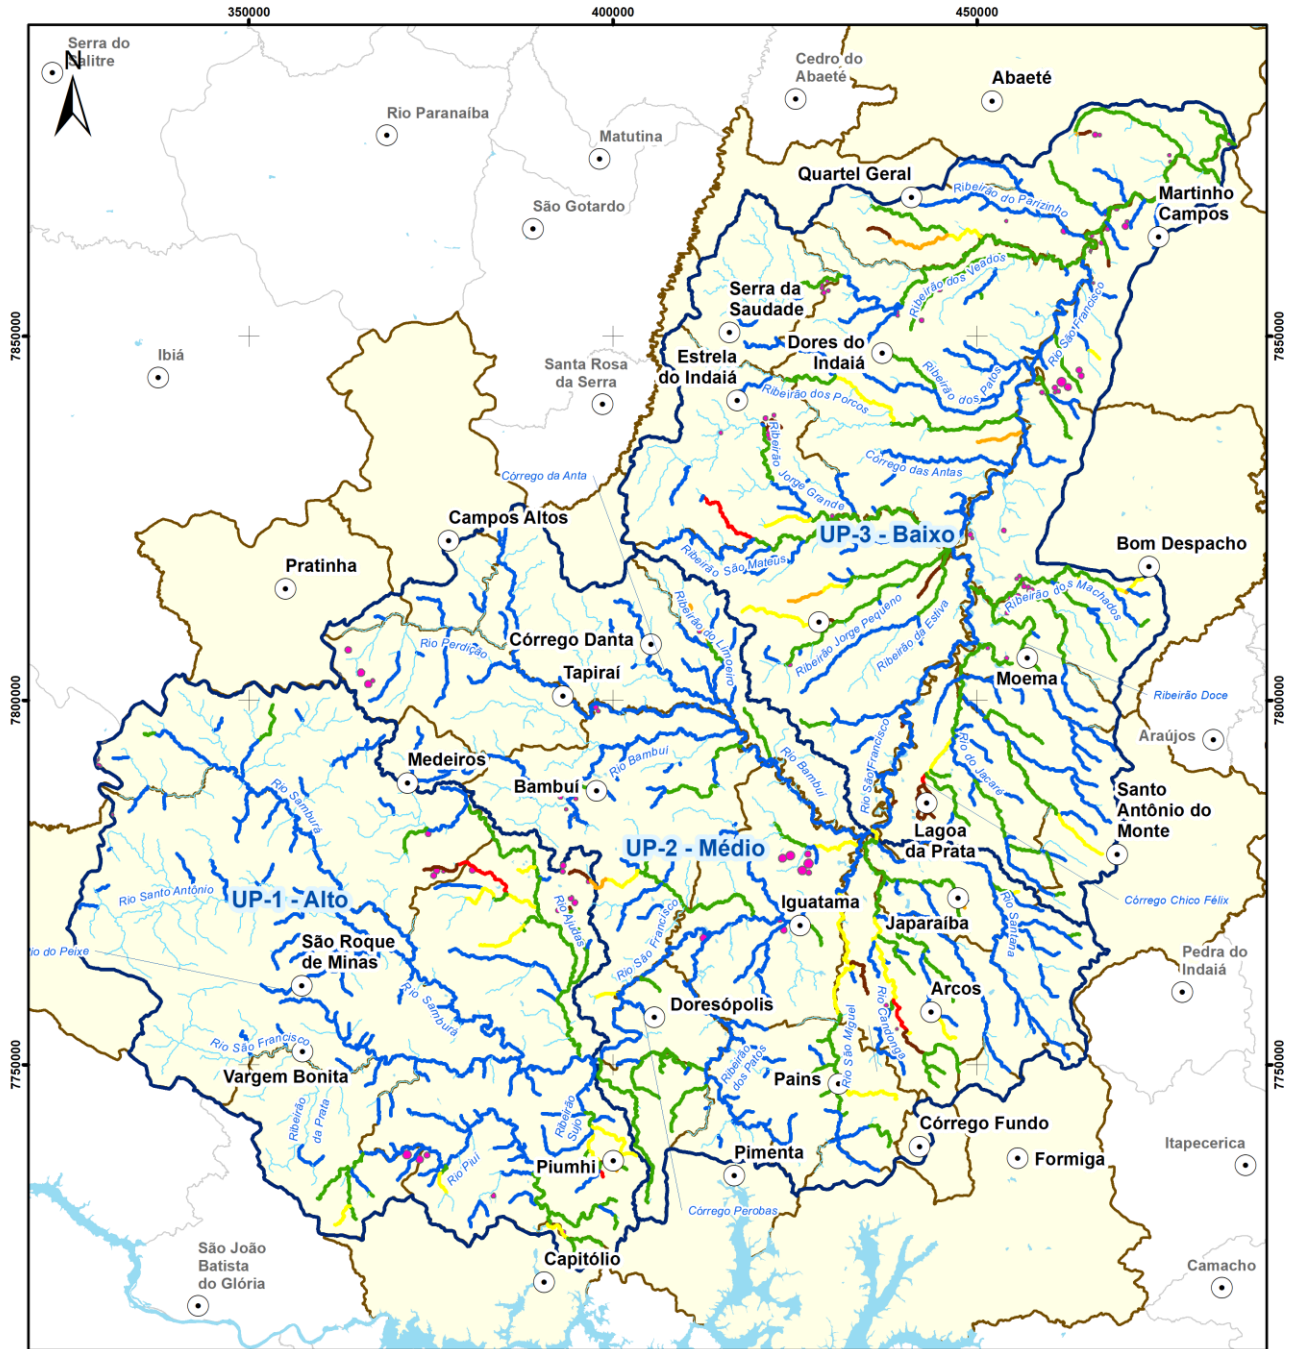 350000
400000
450000
Serra do
Salitre
N
Cedro do
Abaeté
Abaeté
Rio Paranaíba
Matutina
Quartel Geral
Ribeirão do Parizinho
Martinho
Campos
São Gotardo
Ribeirão dos Veados
Serra da
Saudade
Rio São Francisco
7850000
7850000
Dores do
Indaiá
Ibiá
Estrela
do Indaiá
Santa Rosa
da Serra
Ribeirão dos Porcos
Ribeirão dos Patos
Ribeirão Jorge Grande
Córrego das Antas
Córrego da Anta
Campos Altos
UP-3 - Baixo
Bom Despacho
Ribeirão São Mateus
Pratinha
Ribeirão dos Machados
Ribeirão do Limoeiro
Ribeirão Jorge Pequeno
Ribeirão da Estiva
Córrego Danta
Rio Perdição
Tapiraí
Moema
Ribeirão Doce
7800000
7800000
Araújos
Rio São Francisco
Rio do Jacaré
Medeiros
Rio Bambuí
Rio Bambuí
Bambuí
Rio Samburá
Santo
Antônio do
Monte
Lagoa
da Prata
UP-2 - Médio
Rio Santo Antônio
UP-1 - Alto
Iguatama
Córrego Chico Félix
Rio Ajudas
Japaraíba
Rio Santana
Rio São Francisco
São Roque
de Minas
io do Peixe
Pedra do
Indaiá
Rio Samburá
Doresópolis
Arcos
Rio Candonga
Rio São Francisco
Rio São Miguel
7750000
7750000
Vargem Bonita
Ribeirão
dos Patos
Pains
Ribeirão
da Prata
Ribeirão
Sujo
Córrego Fundo
Itapecerica
Rio Piuí
Piumhi
Pimenta
Formiga
Córrego Perobas
São João
Batista
do Glória
Capitólio
Camacho